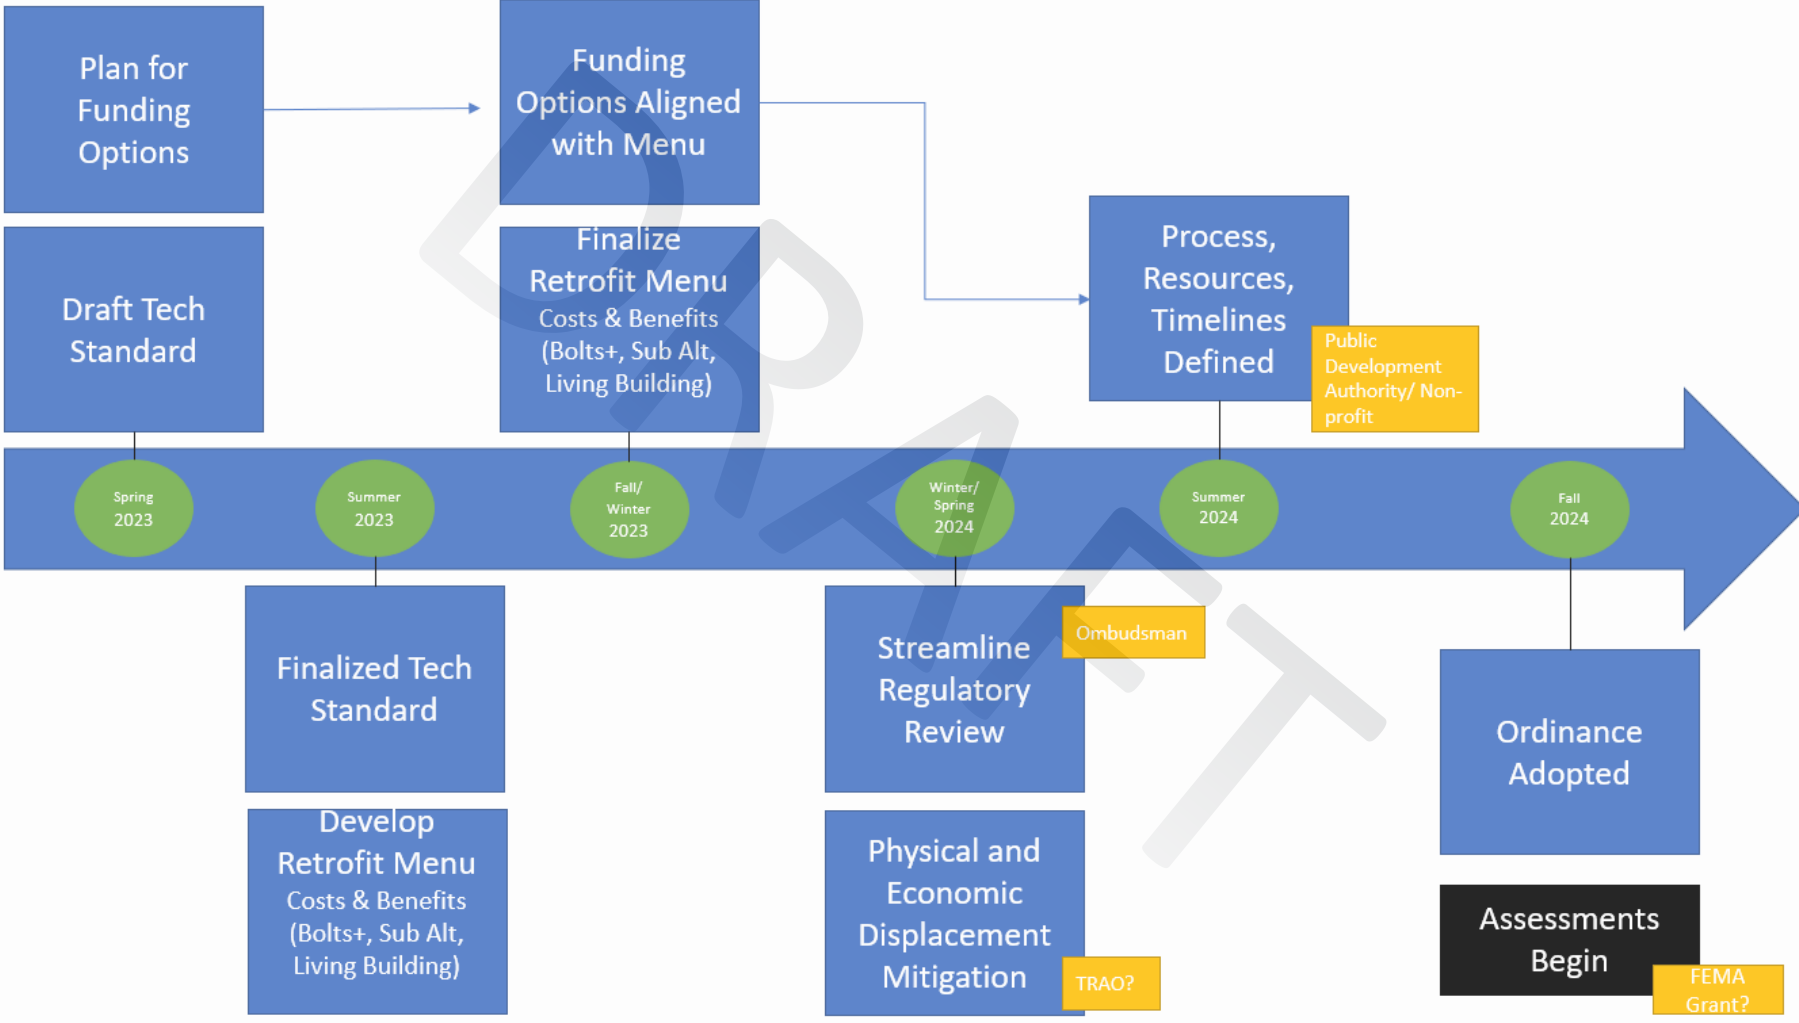 Plan for
Funding
Options
Funding
Options Aligned
with Menu
Draft Tech
Standard
Finalize
Retrofit Menu
Costs & Benefits
(Bolts+, Sub Alt,
Living Building)
Process,
Resources,
Timelines
Defined
Public
Development
Authority/ Non-
profit
Spring
2023
Summer
2023
Fall/
Winter
2023
Winter/
Spring
2024
Summer
2024
Fall
2024
Finalized Tech
Standard
Develop
Retrofit Menu
Costs & Benefits
(Bolts+, Sub Alt,
Living Building)
Streamline
Regulatory
Review
Ombudsman
Physical and
Economic
Displacement
Mitigation
TRAO?
Ordinance
Adopted
Assessments
Begin
FEMA
Grant?
DRAFT